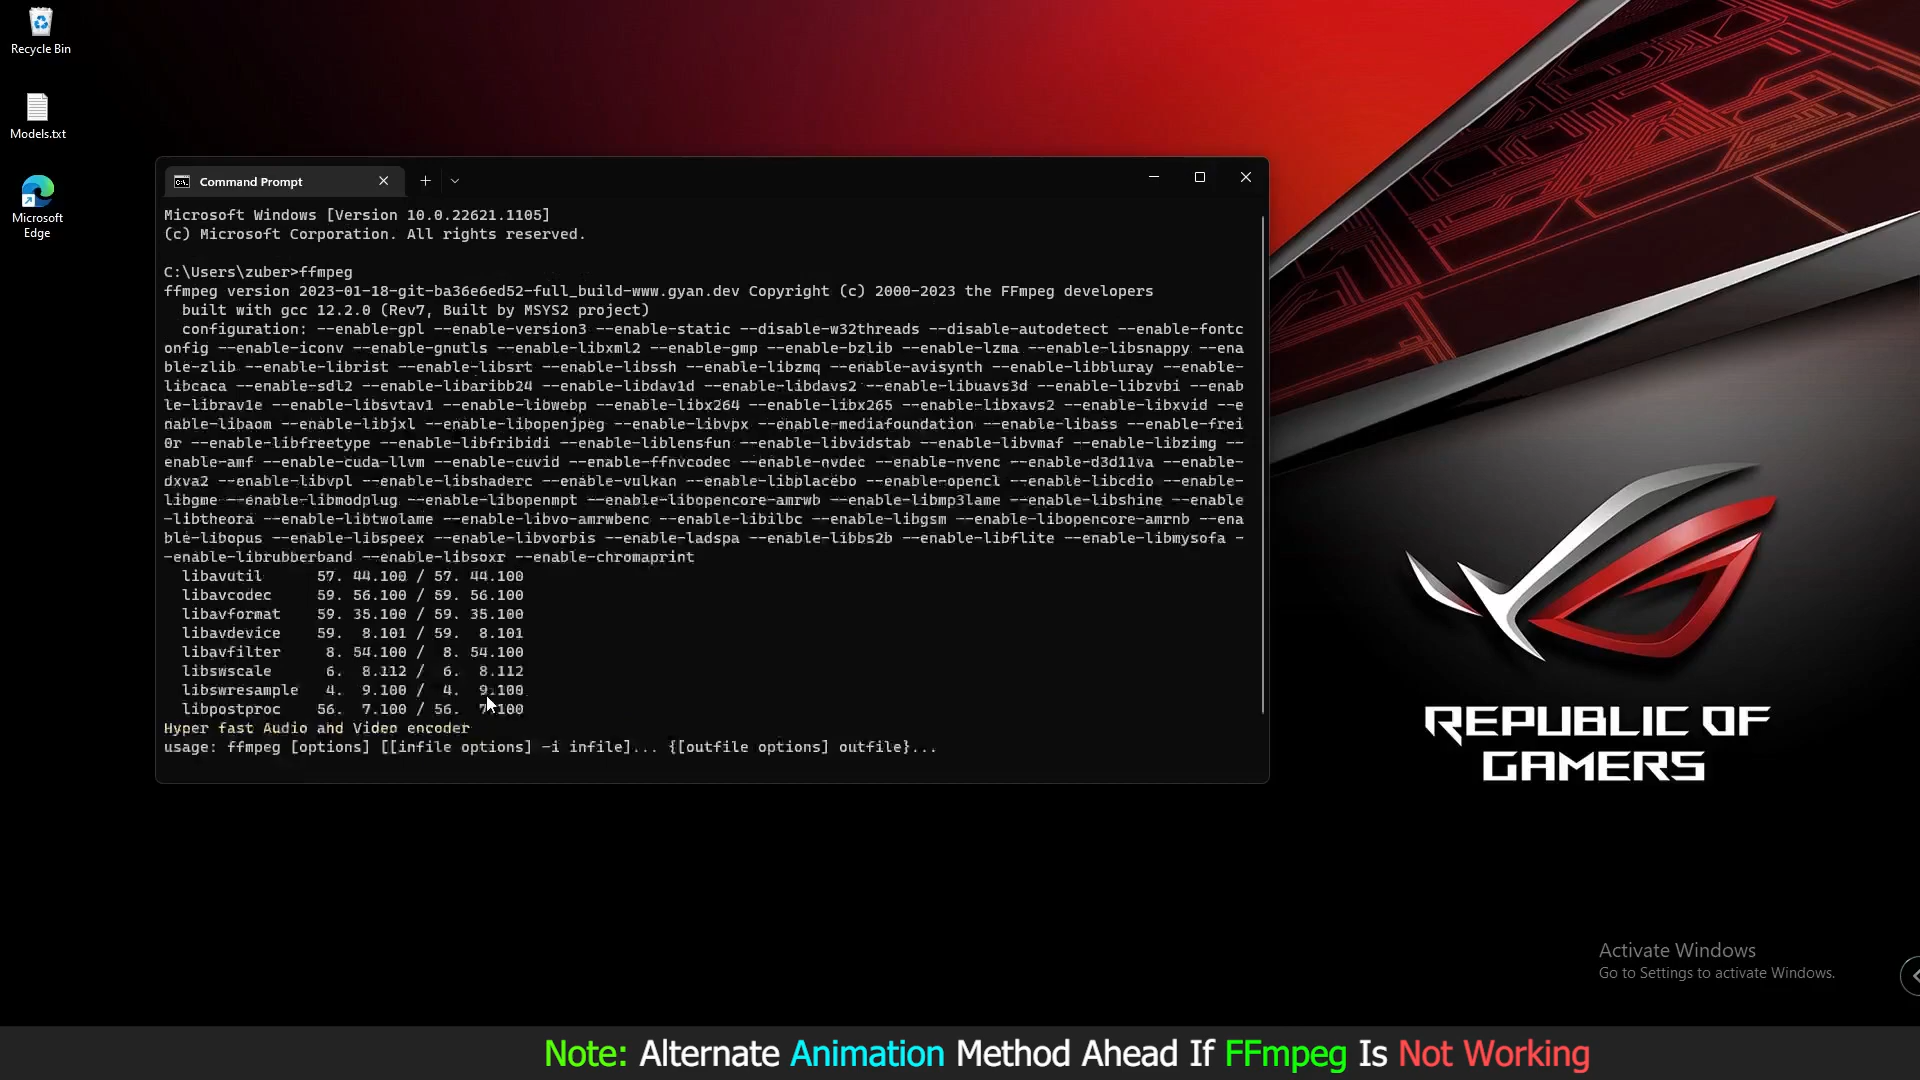 Recycle Bin
Models.txt
Microsoft
Edge
Command Prompt
Microsoft Windows [Version 10.0.22621.1105]
(c) Microsoft Corporation. All rights reserved.
C:\Users\zuber>ffmpeg
ffmpeg version 2023-01-18-git-ba36e6ed52-full_build-www.gyan.dev Copyright (c) 2000-2023 the FFmpeg developers
built with gcc 12.2.0 (Rev7, Built by MSYS2 project)
configuration: --enable-gpl --enable-version3 --enable-static --disable-w32threads --disable-autodetect --enable-fontc
onfig --enable-iconv --enable-gnutls --enable-libxml2 --enable-gmp --enable-bzlib --enable-lzma --enable-libsnappy --ena
ble-zlib --enable-librist --enable-libsrt --enable-libssh --enable-libzmq --enable-avisynth --enable-libbluray --enable-
libcaca --enable-sdl2 --enable-libaribb24 --enable-libdav1d --enable-libdavs2 --enable-libuavs3d --enable-libzvbi --enab
le-librav1e --enable-libsvtav1 --enable-libwebp --enable-libx264 --enable-libx265 --enable-libxavs2 --enable-libxvid --e
nable-libaom --enable-libjxl --enable-libopenjpeg --enable-libvpx --enable-mediafoundation --enable-libass --enable-frei
0r --enable-libfreetype --enable-libfribidi --enable-liblensfun --enable-libvidstab --enable-libvmaf --enable-libzimg --
enable-amf --enable-cuda-llvm --enable-cuvid --enable-ffnvcodec --enable-nvdec --enable-nvenc --enable-d3d11va --enable-
dxva2 --enable-libvpl --enable-libshaderc --enable-vulkan --enable-libplacebo --enable-opencl --enable-libcdio --enable-
libgme --enable-libmodplug --enable-libopenmpt --enable-libopencore-amrwb --enable-libmp3lame --enable-libshine --enable
-libtheora --enable-libtwolame --enable-libvo-amrwbenc --enable-libilbc --enable-libgsm --enable-libopencore-amrnb --ena
ble-libopus --enable-libspeex --enable-libvorbis --enable-ladspa --enable-libbs2b --enable-libflite --enable-libmysofa -
-enable-librubberband --enable-libsoxr --enable-chromaprint
libavutil 57. 44.100 / 57. 44.100
libavcodec 59. 56.100 / 59. 56.100
libavformat 59. 35.100 / 59. 35.100
libavdevice 59. 8.101 / 59. 8.101
libavfilter 8. 54.100 / 8. 54.100
libswscale 6. 8.112 / 6. 8.112
libswresample 4. 9.100 / 4. 9.100
libpostproc 56. 7.100 / 56. 7.100
Hyper fast Audio and Video encoder
usage: ffmpeg [options] [[infile options] -i infile]... {[outfile options] outfile}...
REPUBLIC OF
GAMERS
Activate Windows
Go to Settings to activate Windows.
Note: Alternate Animation Method Ahead If FFmpeg Is Not Working